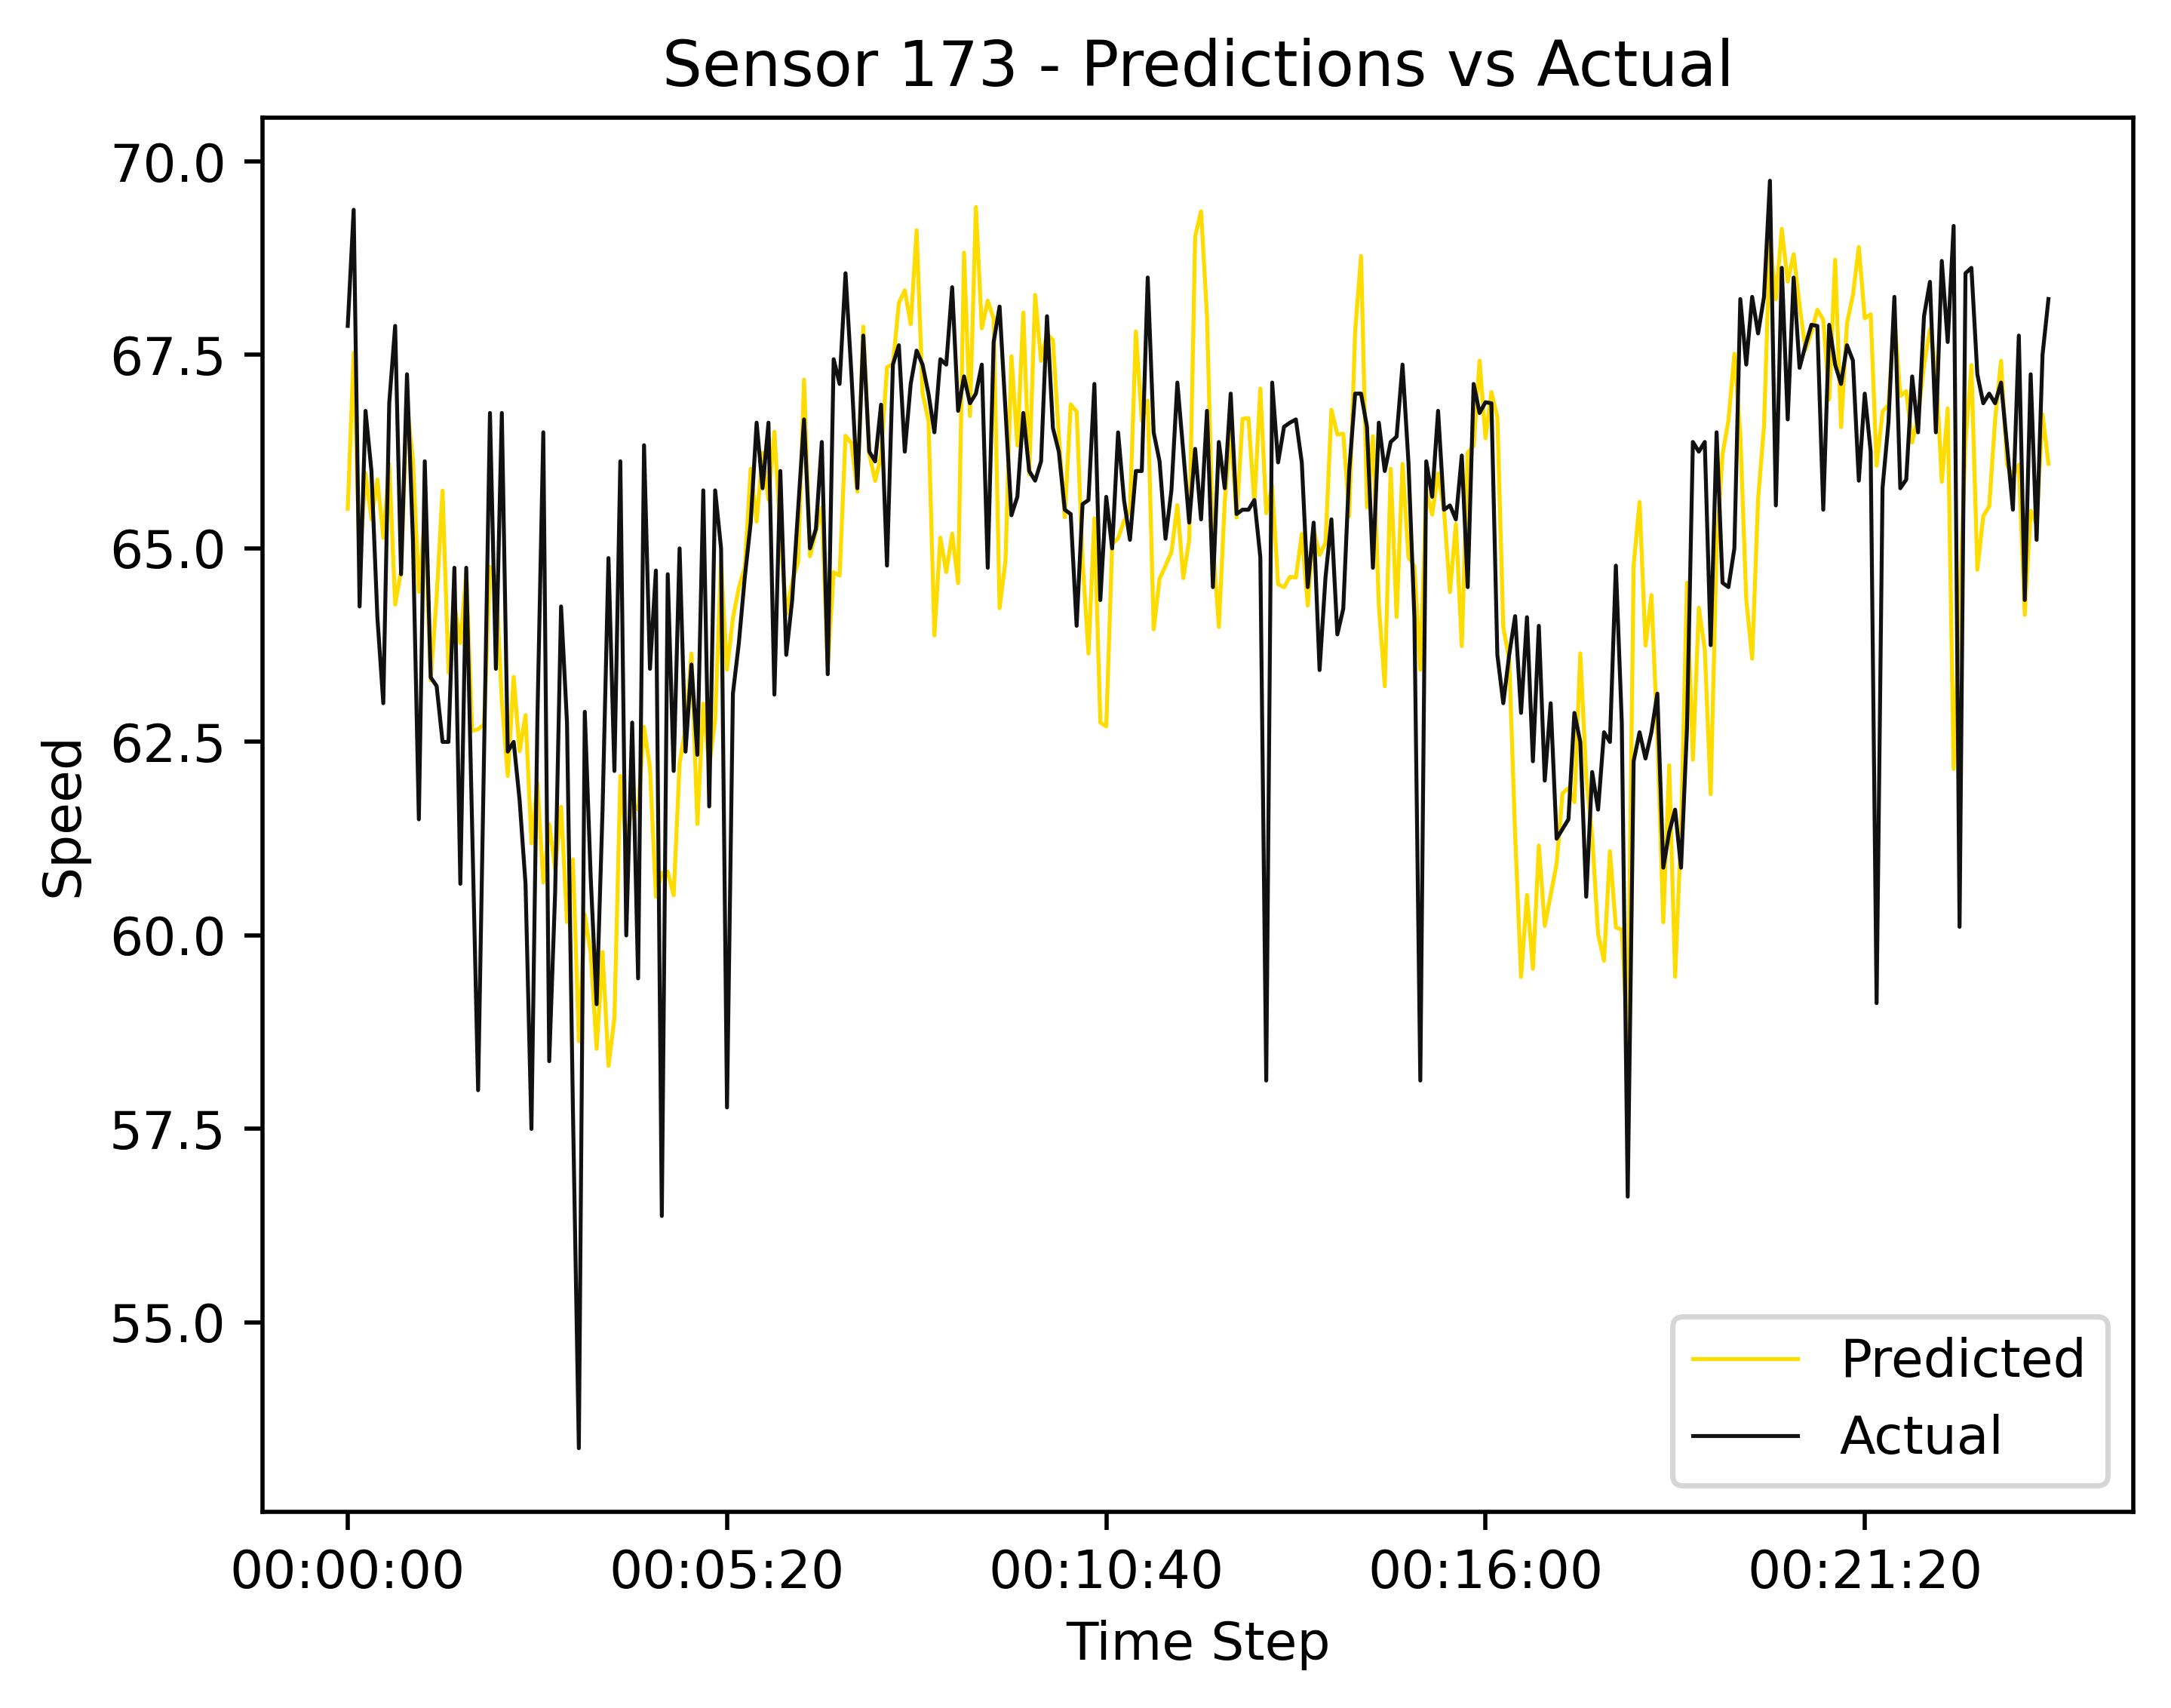 Sensor 173 - Predictions vs Actual
70.0
67.5
65.0
62.5
60.0
57.5
55.0
Speed
Predicted
Actual
00:00:00 00:05:20 00:10:40 00:16:00 00:21:20
Time Step